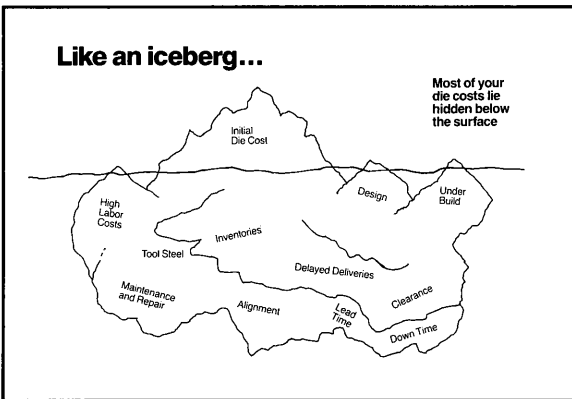 Like an iceberg...
Most of your
die costs lie
hidden below
the surface
Initial
Die Cost
High
Labor
Costs
Design
Under
Build
Inventories
Tool Steel
Delayed Deliveries
Maintenance
and Repair
Alignment
Lead
Time
Clearance
Down Time